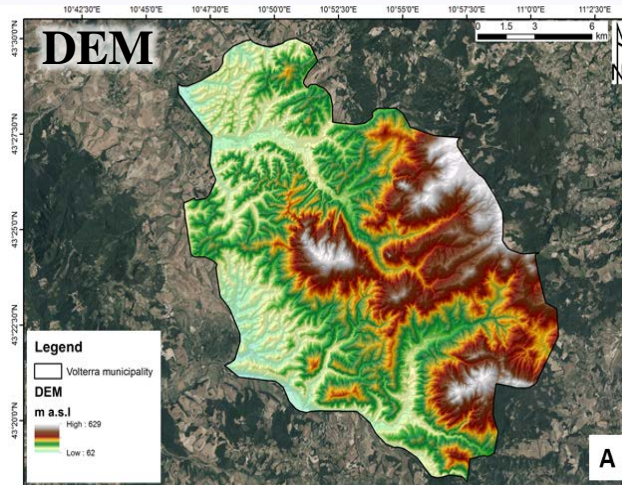 10°42'30"E 10°45'0"E 10°47'30"E 10°50'0"E 10°52'30"E 10°55'0"E 10°57'30"E 11°0'0"E 11°2'30"E
DEM
0 1.5 3 6
km
N
43°30'0"N
43°27'30"N
43°25'0"N
43°22'30"N
43°20'0"N
Legend
Volterra municipality
DEM
m a.s.l
High : 629
Low : 62
A